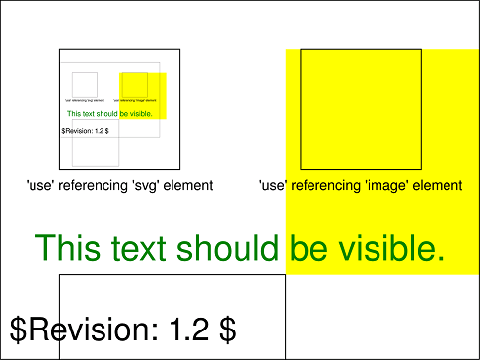 'use' referencing 'svg' element 'use' referencing 'image' element
This text should be visible.
$Revision: 1.2 $
'use' referencing 'svg' element 'use' referencing 'image' element
This text should be visible.
$Revision: 1.2 $